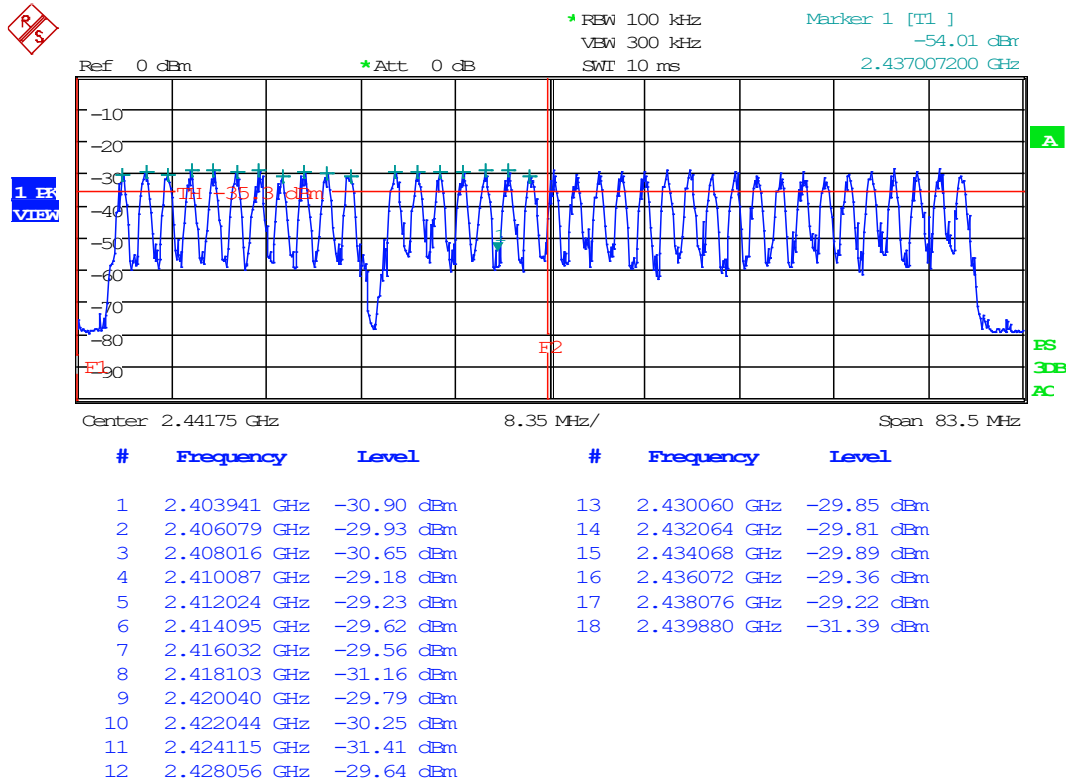 R S
* RBW 100 kHz Marker 1 [T1 ]
VBW 300 kHz -54.01 dBm
Ref 0 dBm * Att 0 dB SWT 10 ms 2.437007200 GHz
-10
A
-20
-30
1 PK
VIEW
TH -35.3 dBm
-40
1
-50
-60
-70
-80
F2
PS
F1
-90
3DB
AC
Center 2.44175 GHz 8.35 MHz/ Span 83.5 MHz
# Frequency Level # Frequency Level
1 2.403941 GHz -30.90 dBm 13 2.430060 GHz -29.85 dBm
2 2.406079 GHz -29.93 dBm 14 2.432064 GHz -29.81 dBm
3 2.408016 GHz -30.65 dBm 15 2.434068 GHz -29.89 dBm
4 2.410087 GHz -29.18 dBm 16 2.436072 GHz -29.36 dBm
5 2.412024 GHz -29.23 dBm 17 2.438076 GHz -29.22 dBm
6 2.414095 GHz -29.62 dBm 18 2.439880 GHz -31.39 dBm
7 2.416032 GHz -29.56 dBm
8 2.418103 GHz -31.16 dBm
9 2.420040 GHz -29.79 dBm
10 2.422044 GHz -30.25 dBm
11 2.424115 GHz -31.41 dBm
12 2.428056 GHz -29.64 dBm